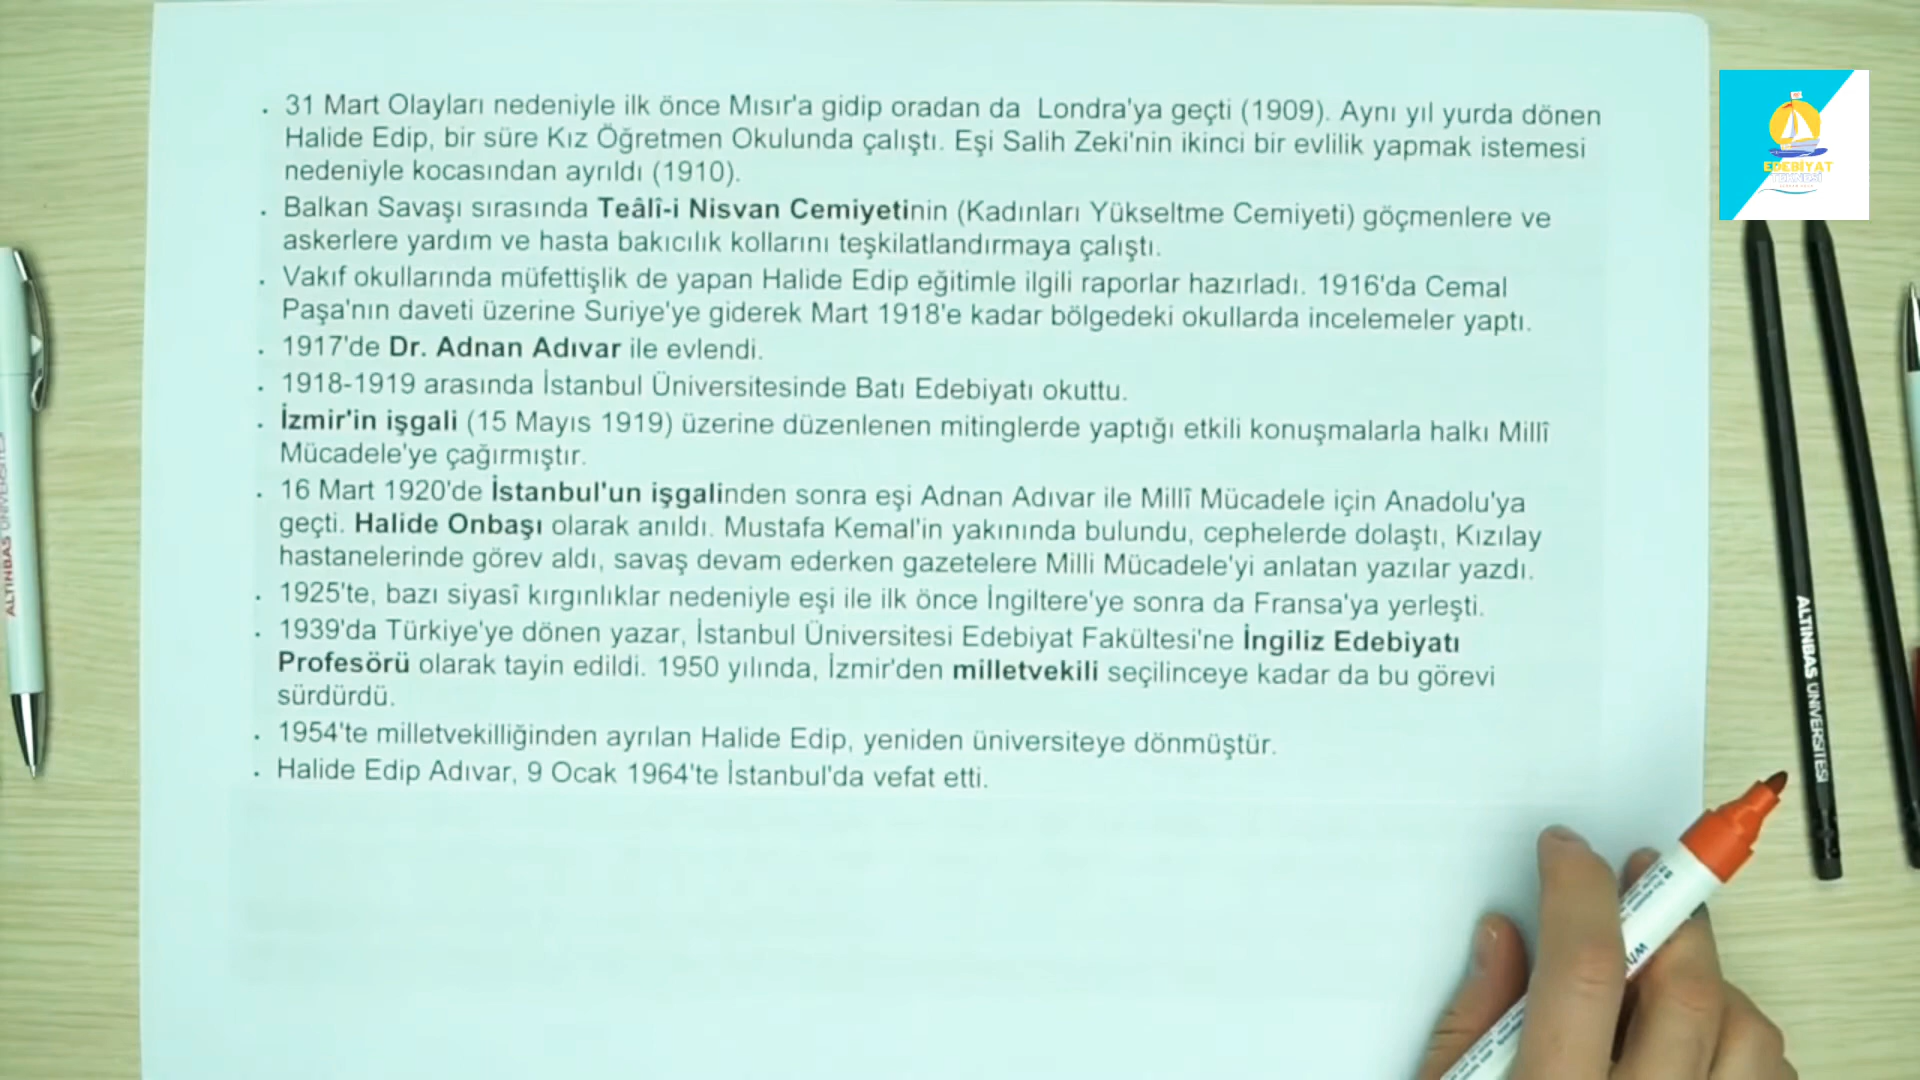 . 31 Mart Olayları nedeniyle ilk önce Mısır'a gidip oradan da Londra'ya geçti (1909). Aynı yıl yurda dönen
Halide Edip, bir süre Kız Öğretmen Okulunda çalıştı. Eşi Salih Zeki'nin ikinci bir evlilik yapmak istemesi
nedeniyle kocasından ayrıldı (1910).
. Balkan Savaşı sırasında Teâlî-i Nisvan Cemiyetinin (Kadınları Yükseltme Cemiyeti) göçmenlere ve
askerlere yardım ve hasta bakıcılık kollarını teşkilatlandırmaya çalıştı.
. Vakıf okullarında müfettişlik de yapan Halide Edip eğitimle ilgili raporlar hazırladı. 1916'da Cemal
Paşa'nın daveti üzerine Suriye'ye giderek Mart 1918'e kadar bölgedeki okullarda incelemeler yaptı.
. 1917'de Dr. Adnan Adıvar ile evlendi.
. 1918-1919 arasında İstanbul Üniversitesinde Batı Edebiyatı okuttu.
. İzmir'in işgali (15 Mayıs 1919) üzerine düzenlenen mitinglerde yaptığı etkili konuşmalarla halkı Millî
Mücadele'ye çağırmıştır.
. 16 Mart 1920'de İstanbul'un işgalinden sonra eşi Adnan Adıvar ile Millî Mücadele için Anadolu'ya
geçti. Halide Onbaşı olarak anıldı. Mustafa Kemal'in yakınında bulundu, cephelerde dolaştı, Kızılay
hastanelerinde görev aldı, savaş devam ederken gazetelere Milli Mücadele'yi anlatan yazılar yazdı.
. 1925'te, bazı siyasî kırgınlıklar nedeniyle eşi ile ilk önce İngiltere'ye sonra da Fransa'ya yerleşti.
. 1939'da Türkiye'ye dönen yazar, İstanbul Üniversitesi Edebiyat Fakültesi'ne İngiliz Edebiyatı
Profesörü olarak tayin edildi. 1950 yılında, İzmir'den milletvekili seçilinceye kadar da bu görevi
sürdürdü.
. 1954'te milletvekilliğinden ayrılan Halide Edip, yeniden üniversiteye dönmüştür.
. Halide Edip Adıvar, 9 Ocak 1964'te İstanbul'da vefat etti.
EDEBİYAT
TEKNESİ
ALTINBAŞ ÜNİVERSİTESİ
ALTINBAŞ ÜNİVERSİTESİ